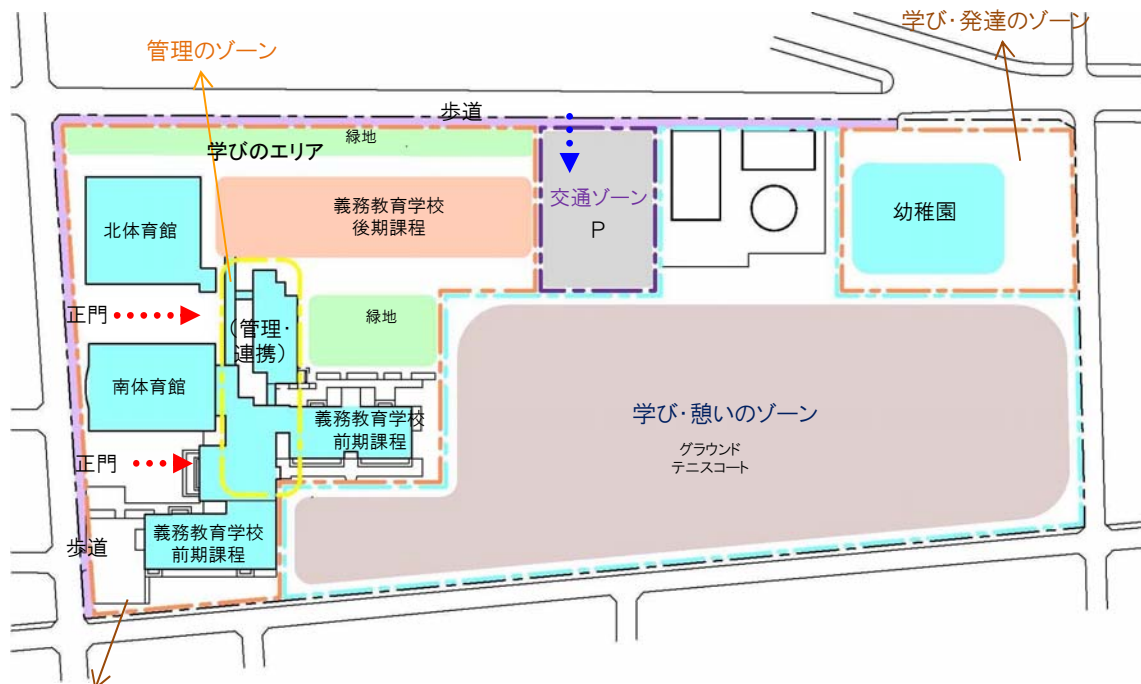 学び・発達のゾーン
管理のゾーン
歩道
緑地
学びのエリア
交通ゾーン
P
義務教育学校
後期課程
北体育館
幼稚園
正門
緑地
（管理・
連携）
南体育館
学び・憩いのゾーン
グラウンド
テニスコート
義務教育学校
前期課程
正門
歩道
義務教育学校
前期課程